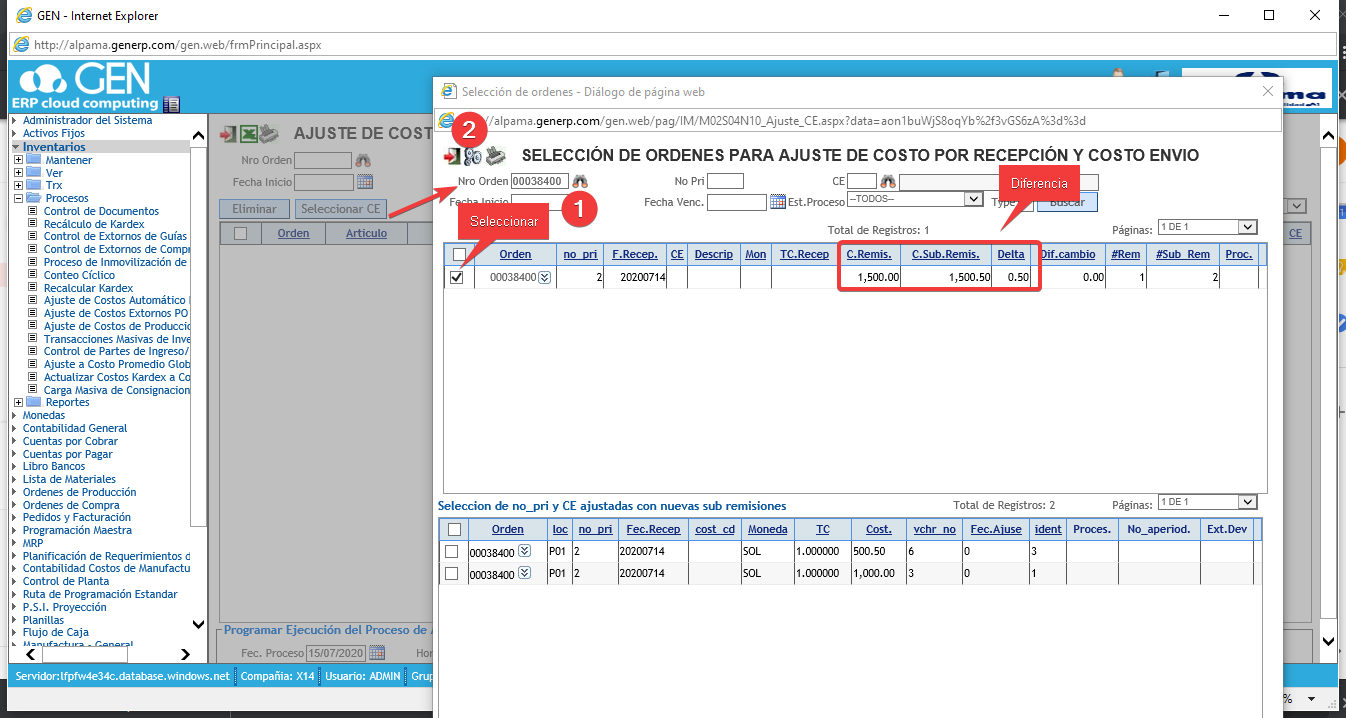 GEN - Internet Explorer
http://alpama.generp.com/gen.web/frmPrincipal.aspx
GEN
ERP cloud computing
Administrador del Sistema
Activos Fijos
Inventarios
Mantener
Ver
Trx
Procesos
Control de Documentos
Recálculo de Kardex
Control de Extornos de Guías
Control de Extornos de Compr
Proceso de Inmovilización de
Conteo Cíclico
Recalcular Kardex
Ajuste de Costos Automático
Ajuste de Costos Extornos PO
Ajuste de Costos de Producció
Transacciones Masivas de Inve
Control de Partes de Ingreso/
Ajuste a Costo Promedio Glob
Actualizar Costos Kardex a Co
Carga Masiva de Consignacion
Reportes
Monedas
Contabilidad General
Cuentas por Cobrar
Cuentas por Pagar
Libro Bancos
Lista de Materiales
Ordenes de Producción
Ordenes de Compra
Pedidos y Facturación
Programación Maestra
MRP
Planificación de Requerimientos d
Contabilidad Costos de Manufactu
Control de Planta
Ruta de Programación Estandar
P.S.I. Proyección
Planillas
Flujo de Caja
Manufactura - General
AJUSTE DE COST
Nro Orden
Fecha Inicio
Eliminar Seleccionar CE
Orden Articulo
CE
Programar Ejecución del Proceso de
Fec. Proceso 15/07/2020 Hor
Servidor:lfpfw4e34c.database.windows.net Compañia: X14 Usuario: ADMIN Grup
%
ma
Selección de ordenes - Diálogo de página web
/alpama.generp.com/gen.web/pag/IM/M02S04N10_Ajuste_CE.aspx?data=aon1buWjS8oqYb%2f3vGS6zA%3d%3d
2
SELECCIÓN DE ORDENES PARA AJUSTE DE COSTO POR RECEPCIÓN Y COSTO ENVIO
Nro Orden 00038400 No Pri CE
Diferencia
Fecha Inicio Fecha Venc. Est.Proceso --TODOS-- Type Buscar
1
Seleccionar
Total de Registros: 1 Páginas: 1 DE 1
Orden no_pri F.Recep. CE Descrip Mon TC.Recep C.Remis. C.Sub.Remis. Delta Dif.cambio #Rem #Sub_Rem Proc.
00038400 2 20200714 1,500.00 1,500.50 0.50 0.00 1 2
Seleccion de no_pri y CE ajustadas con nuevas sub remisiones Total de Registros: 2 Páginas: 1 DE 1
Orden loc no_pri Fec.Recep cost_cd Moneda TC Cost. vchr_no Fec.Ajuse ident Proces. No_aperiod. Ext.Dev
00038400 P01 2 20200714 SOL 1.000000 500.50 6 0 3
00038400 P01 2 20200714 SOL 1.000000 1,000.00 3 0 1